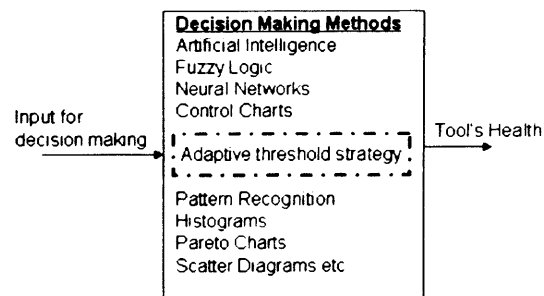 Decision Making Methods
Artificial Intelligence
Fuzzy Logic
Neural Networks
Control Charts
Input for
decision making
Adaptive threshold strategy
Tool's Health
Pattern Recognition
Histograms
Pareto Charts
Scatter Diagrams etc